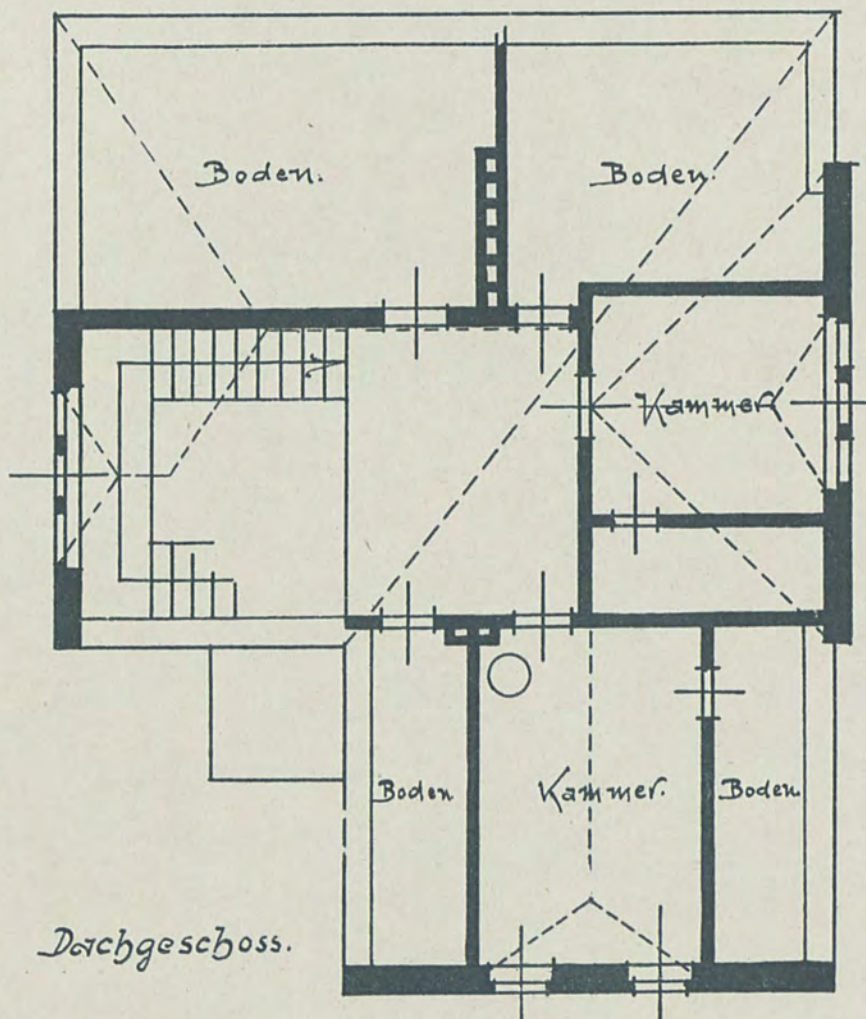 Boden.
Boden.
Kammer
Boden
Kammer.
Boden.
Dachgeschoss.